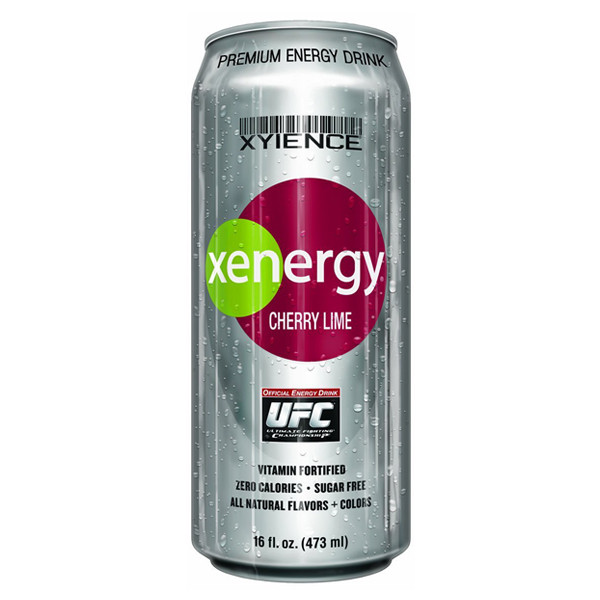 PREMIUM ENERGY DRINK
XYIENCE
xenergy
CHERRY LIME
OFFICIAL ENERGY DRINK
UFC
ULTIMATE FIGHTING
CHAMPIONSHIP
VITAMIN FORTIFIED
ZERO CALORIES • SUGAR FREE
ALL NATURAL FLAVORS + COLORS
16 fl. oz. (473 ml)